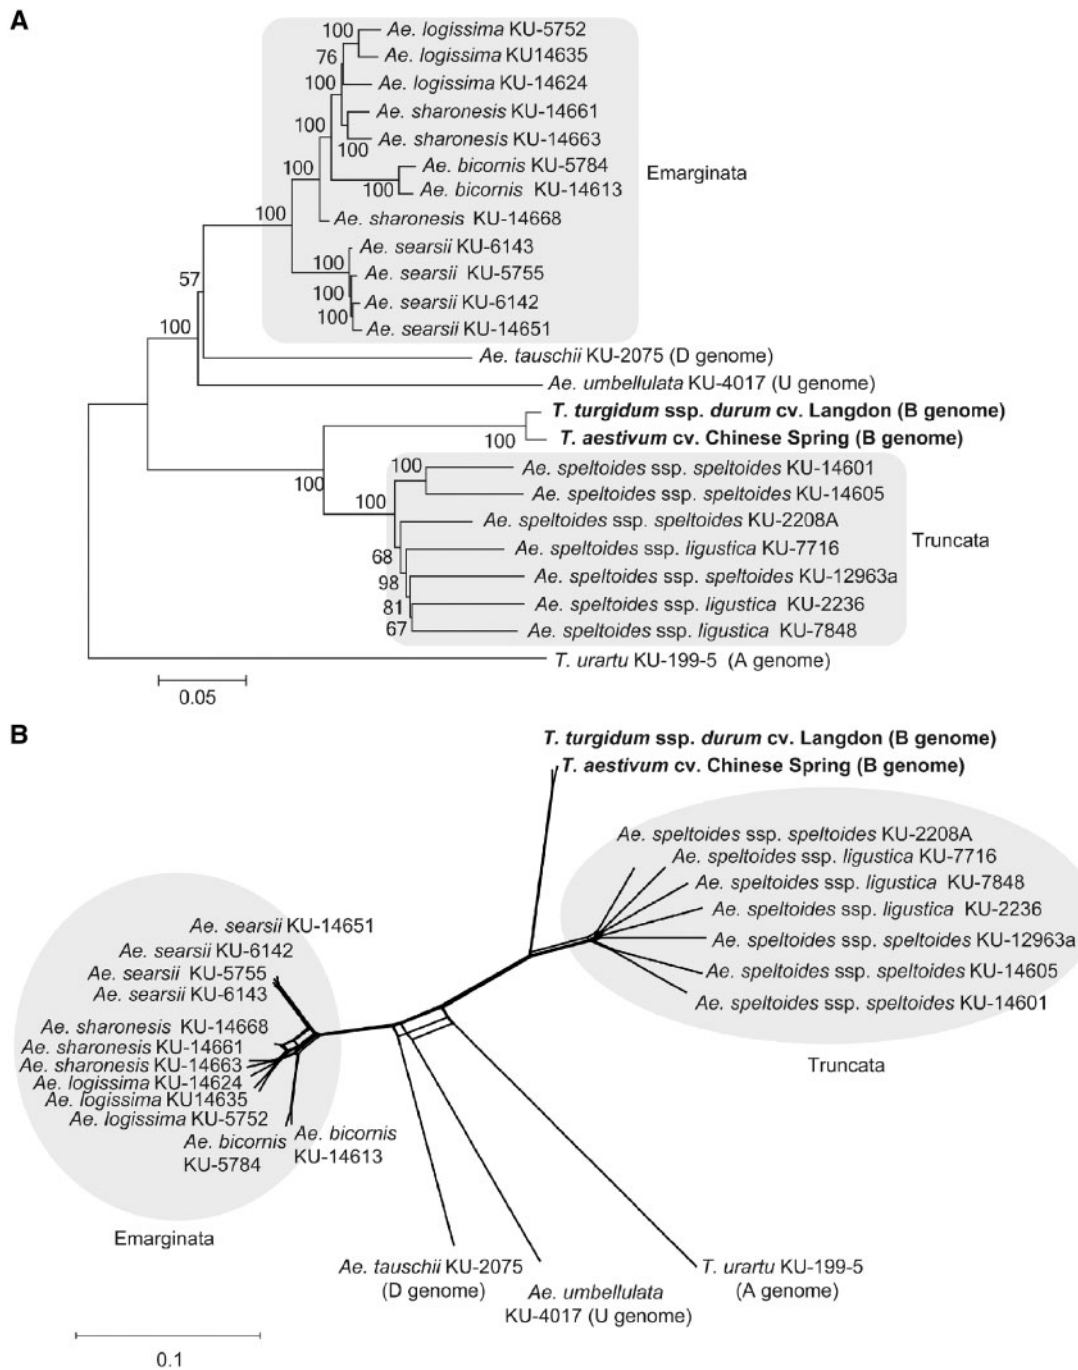 A
100
Ae. logissima KU-5752
76
Ae. logissima KU14635
100
Ae. logissima KU-14624
Ae. sharonesis KU-14661
100
Ae. sharonesis KU-14663
100
Ae. bicornis KU-5784
100
Ae. bicornis KU-14613
100
Emarginata
Ae. sharonesis KU-14668
100
Ae. searsii KU-6143
100
Ae. searsii KU-5755
100
Ae. searsii KU-6142
100
Ae. searsii KU-14651
57
100
Ae. tauschii KU-2075 (D genome)
Ae. umbellulata KU-4017 (U genome)
T. turgidum ssp. durum cv. Langdon (B genome)
100
T. aestivum cv. Chinese Spring (B genome)
100
Ae. speltoides ssp. speltoides KU-14601
100
100
Ae. speltoides ssp. speltoides KU-14605
Ae. speltoides ssp. speltoides KU-2208A
68
Ae. speltoides ssp. ligustica KU-7716
Truncata
98
Ae. speltoides ssp. speltoides KU-12963a
81
Ae. speltoides ssp. ligustica KU-2236
67
Ae. speltoides ssp. ligustica KU-7848
T. urartu KU-199-5 (A genome)
0.05
B
T. turgidum ssp. durum cv. Langdon (B genome)
T. aestivum cv. Chinese Spring (B genome)
Ae. speltoides ssp. speltoides KU-2208A
Ae. speltoides ssp. ligustica KU-7716
Ae. speltoides ssp. ligustica KU-7848
Ae. speltoides ssp. ligustica KU-2236
Ae. speltoides ssp. speltoides KU-12963a
Ae. speltoides ssp. speltoides KU-14605
Ae. speltoides ssp. speltoides KU-14601
Truncata
Ae. searsii KU-14651
Ae. searsii KU-6142
Ae. searsii KU-5755
Ae. searsii KU-6143
Ae. sharonesis KU-14668
Ae. sharonesis KU-14661
Ae. sharonesis KU-14663
Ae. logissima KU-14624
Ae. logissima KU14635
Ae. logissima KU-5752
Ae. bicornis
KU-5784
Ae. bicornis
KU-14613
Emarginata
Ae. tauschii KU-2075
(D genome)
Ae. umbellulata
KU-4017 (U genome)
T. urartu KU-199-5
(A genome)
0.1